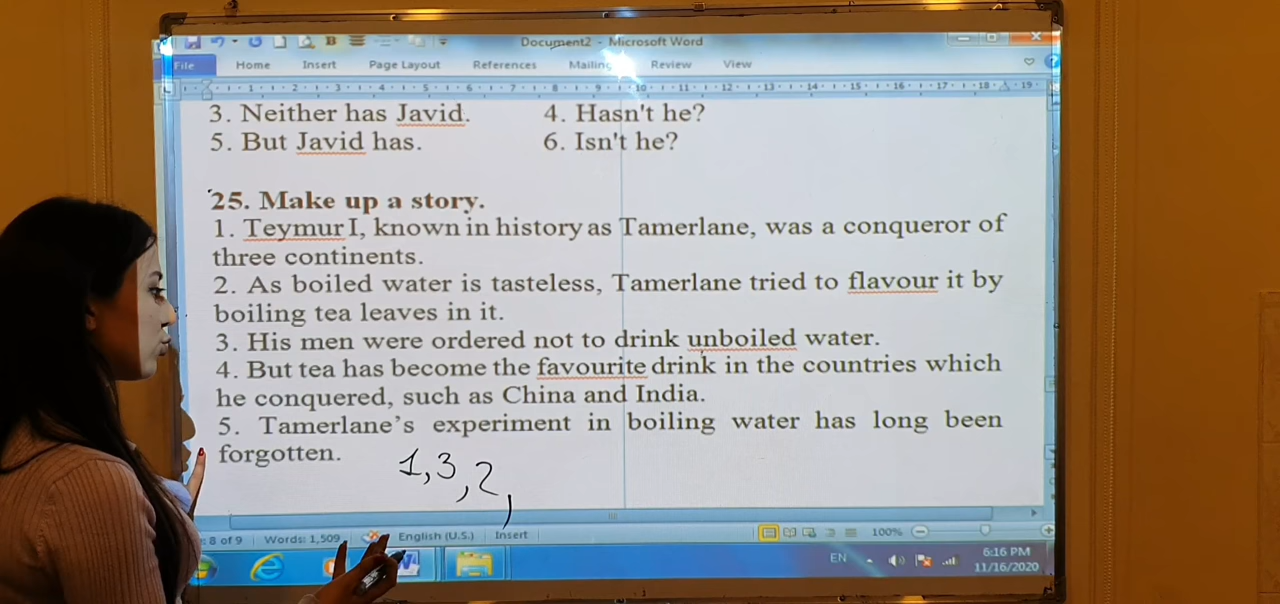 Document2 - Microsoft Word
File Home Insert Page Layout References Mailing Review View
3. Neither has Javid. 4. Hasn't he?
5. But Javid has. 6. Isn't he?
25. Make up a story.
1. Teymur I, known in history as Tamerlane, was a conqueror of
three continents.
2. As boiled water is tasteless, Tamerlane tried to flavour it by
boiling tea leaves in it.
3. His men were ordered not to drink unboiled water.
4. But tea has become the favourite drink in the countries which
he conquered, such as China and India.
5. Tamerlane's experiment in boiling water has long been
forgotten.
1,3,2,
: 8 of 9 Words: 1,509 English (U.S.) Insert 100%
EN 6:16 PM
11/16/2020